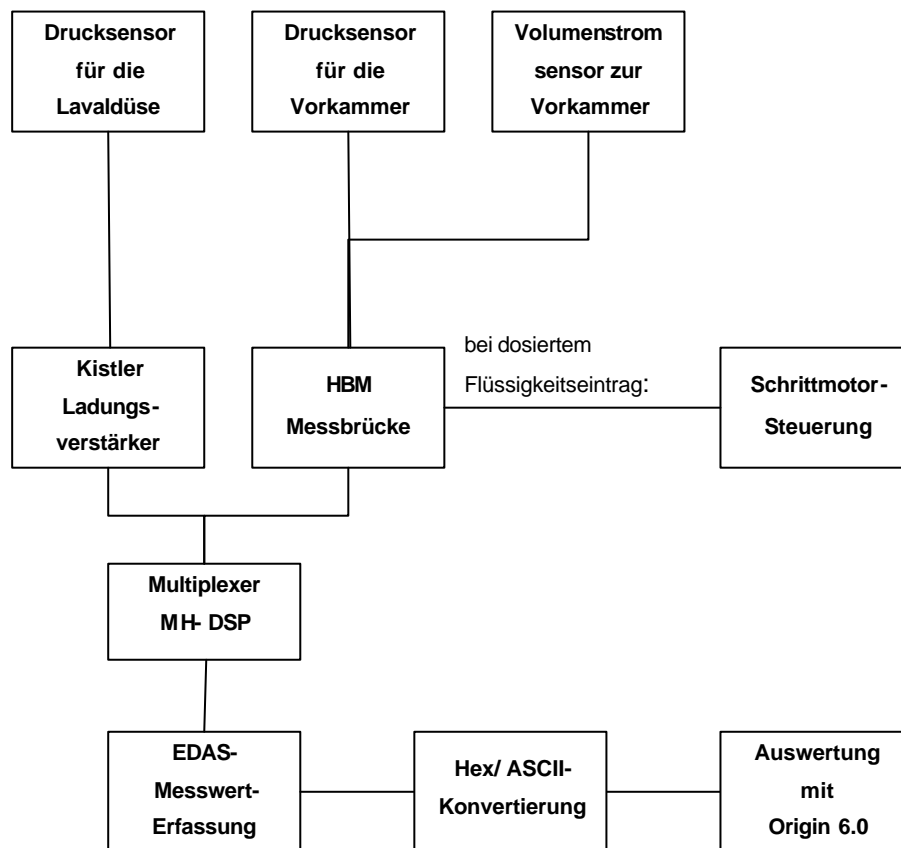 Drucksensor
für die
Lavaldüse
Drucksensor
für die
Vorkammer
Volumenstrom
sensor zur
Vorkammer
Kistler
Ladungs-
verstärker
HBM
Messbrücke
bei dosiertem
Flüssigkeitseintrag:
Schrittmotor-
Steuerung
Multiplexer
MH- DSP
EDAS-
Messwert-
Erfassung
Hex/ ASCII-
Konvertierung
Auswertung
mit
Origin 6.0